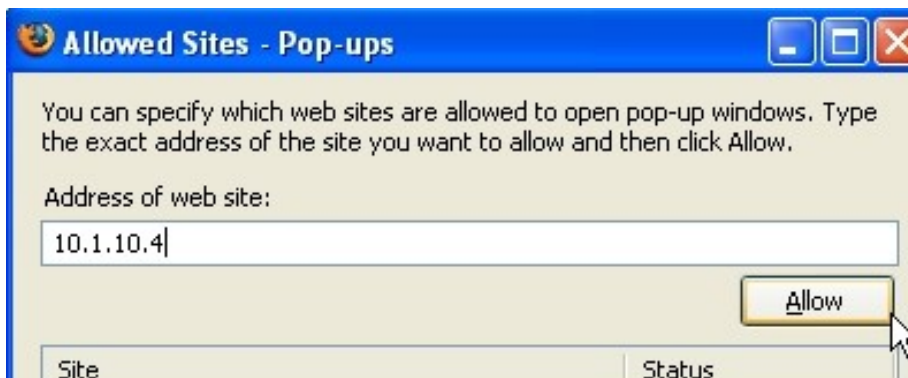 Allowed Sites - Pop-ups
You can specify which web sites are allowed to open pop-up windows. Type
the exact address of the site you want to allow and then click Allow.
Address of web site:
10.1.10.4
Allow
Site Status